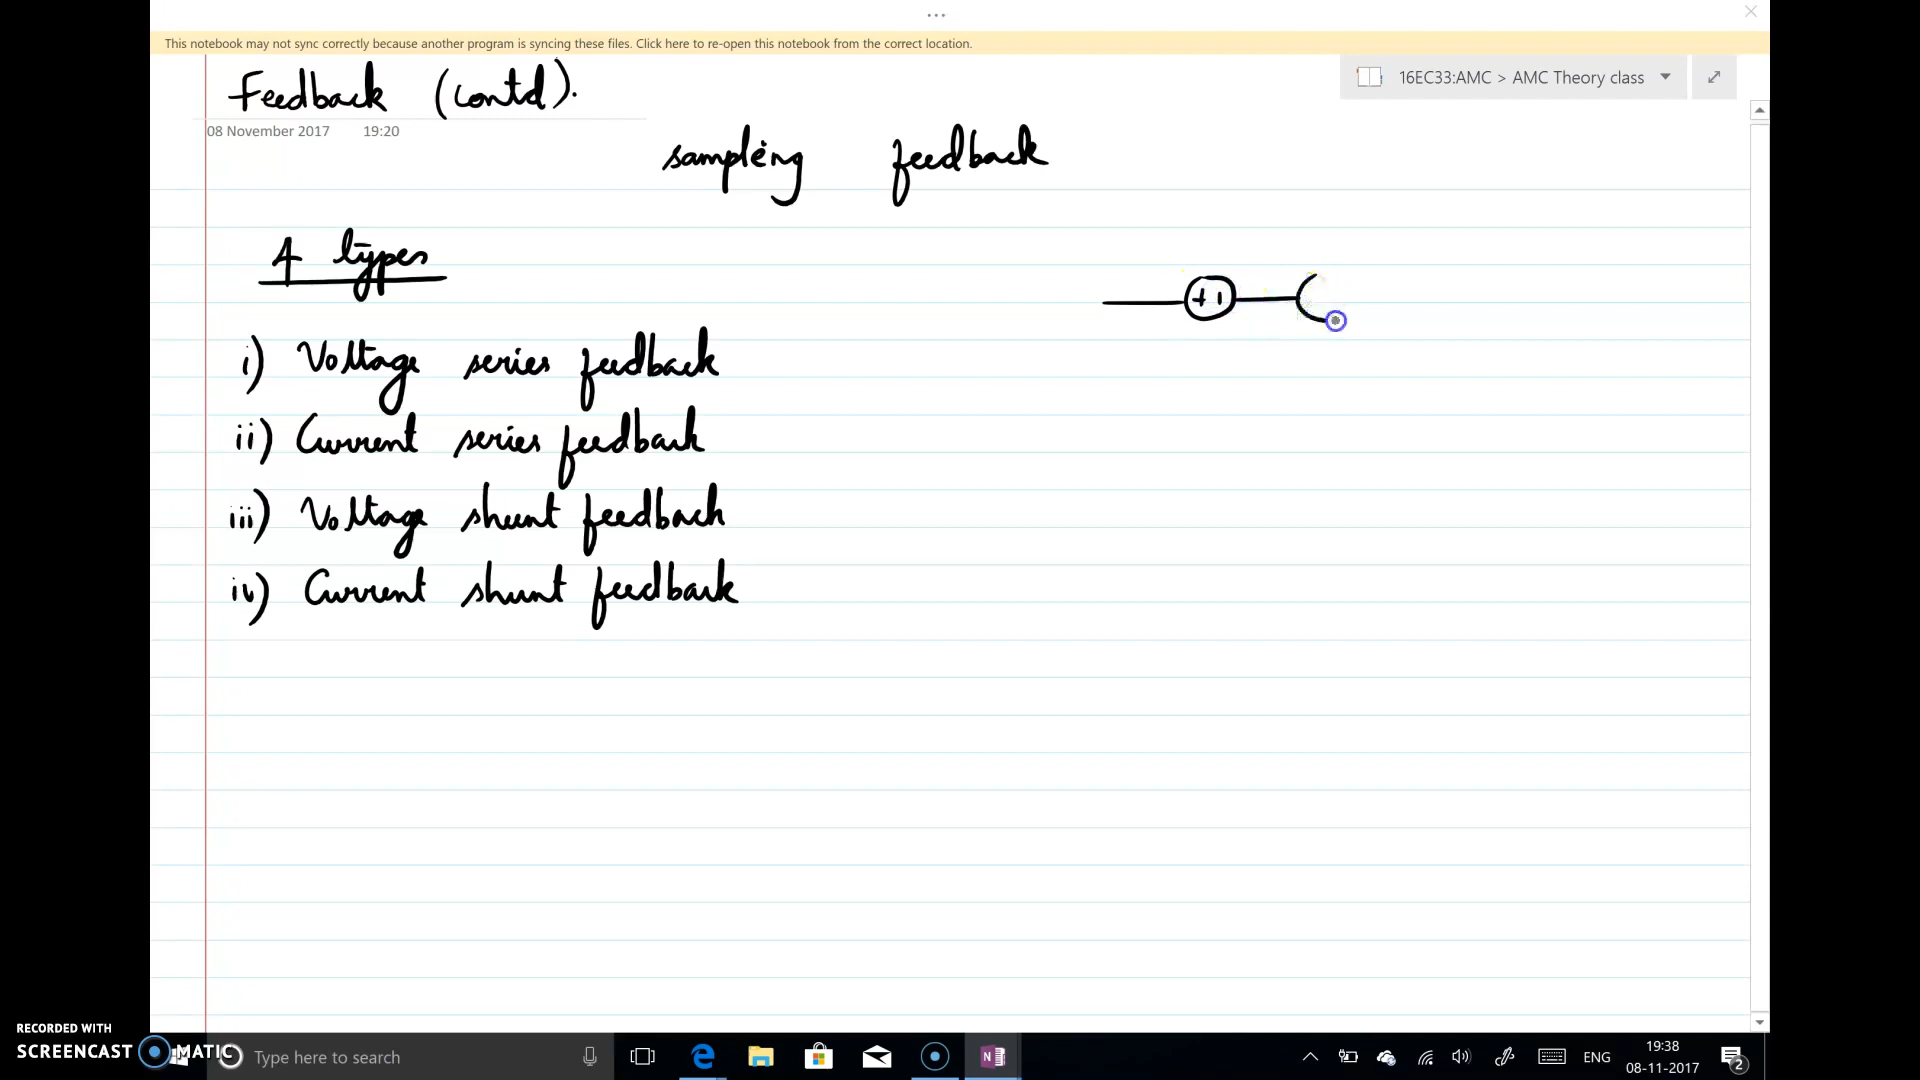 This notebook may not sync correctly because another program is syncing these files. Click here to re-open this notebook from the correct location.
Feedback (contd).
16EC33:AMC > AMC Theory class
08 November 2017 19:20
sampling feedback
4 types
+1
i) Voltage series feedback
ii) Current series feedback
iii) Voltage shunt feedback
iv) Current shunt feedback
RECORDED WITH
SCREENCAST MATIC
Type here to search
N
ENG
19:38
08-11-2017
2